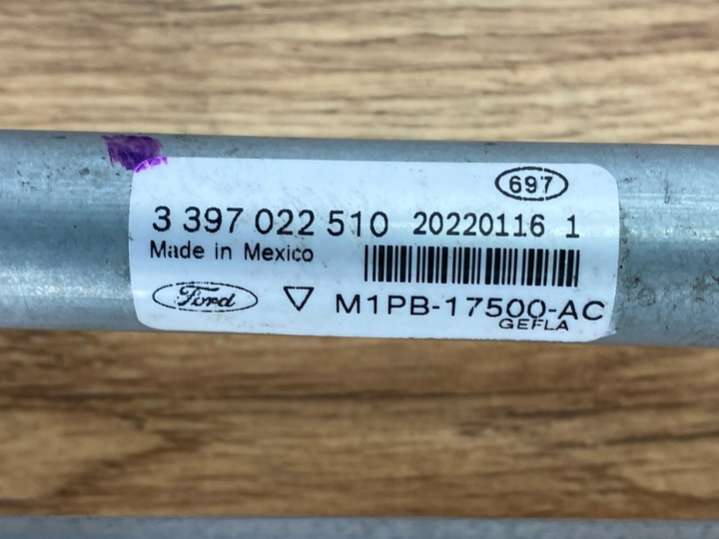 697
3 397 022 510 20220116 1
Made in Mexico
Ford M1PB-17500-AC
GEFLA